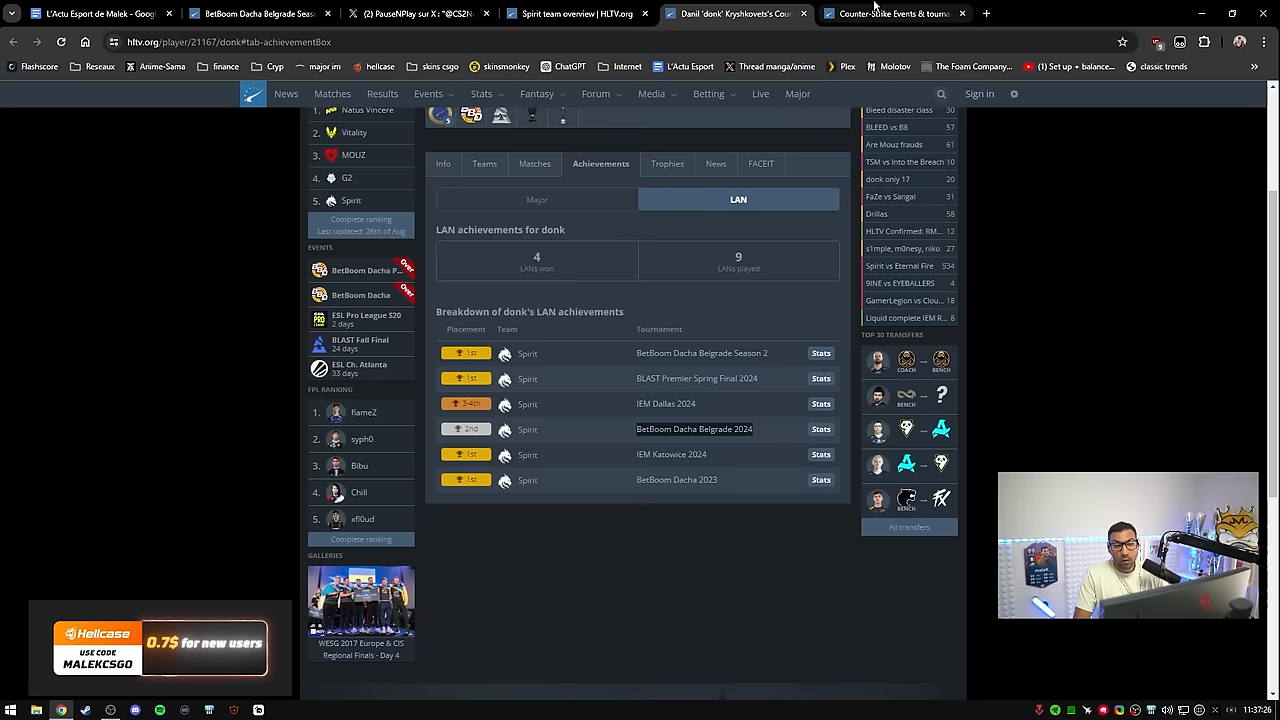 L'Actu Esport de Malek - Googl
BetBoom Dacha Belgrade Seas
(2) PauseNPlay sur X : "@CS2N
Spirit team overview | HLTV.org
Danil 'donk' Kryshkovets's Cou
Counter-Strike Events & tourna
hltv.org/player/21167/donk#tab-achievementBox
Flashscore
Reseaux
Anime-Sama
finance
Cryp
major im
hellcase
skins csgo
skinsmonkey
ChatGPT
Internet
L'Actu Esport
Thread manga/anime
Plex
Molotov
The Foam Company...
(1) Set up + balance...
classic trends
News
Matches
Results
Events
Stats
Fantasy
Forum
Media
Betting
Live
Major
Sign in
1. Natus Vincere
2. Vitality
3. MOUZ
4. G2
5. Spirit
Complete ranking
Last updated: 26th of Aug
EVENTS
BetBoom Dacha P...
Over
BetBoom Dacha
Over
ESL Pro League S20
2 days
BLAST Fall Final
24 days
ESL Ch. Atlanta
33 days
FPL RANKING
1. flameZ
2. syph0
3. Bibu
4. Chill
5. xfl0ud
Complete ranking
GALLERIES
WESG 2017 Europe & CIS
Regional Finals - Day 4
Info
Teams
Matches
Achievements
Trophies
News
FACEIT
Major
LAN
LAN achievements for donk
4
LANs won
9
LANs played
Breakdown of donk's LAN achievements
Placement Team Tournament
1st Spirit BetBoom Dacha Belgrade Season 2 Stats
1st Spirit BLAST Premier Spring Final 2024 Stats
3-4th Spirit IEM Dallas 2024 Stats
2nd Spirit BetBoom Dacha Belgrade 2024 Stats
1st Spirit IEM Katowice 2024 Stats
1st Spirit BetBoom Dacha 2023 Stats
Bleed disaster class 30
BLEED vs B8 57
Are Mouz frauds 61
TSM vs Into the Breach 10
donk only 17 20
FaZe vs Sangal 31
Drillas 58
HLTV Confirmed: RM... 12
s1mple, m0nesy, niko 27
Spirit vs Eternal Fire 534
9INE vs EYEBALLERS 4
GamerLegion vs Clou... 18
Liquid complete IEM R... 8
TOP 30 TRANSFERS
COACH
BENCH
BENCH
?
BENCH
All transfers
Hellcase
USE CODE
MALEKCSGO
0.7$ for new users
11:37:26